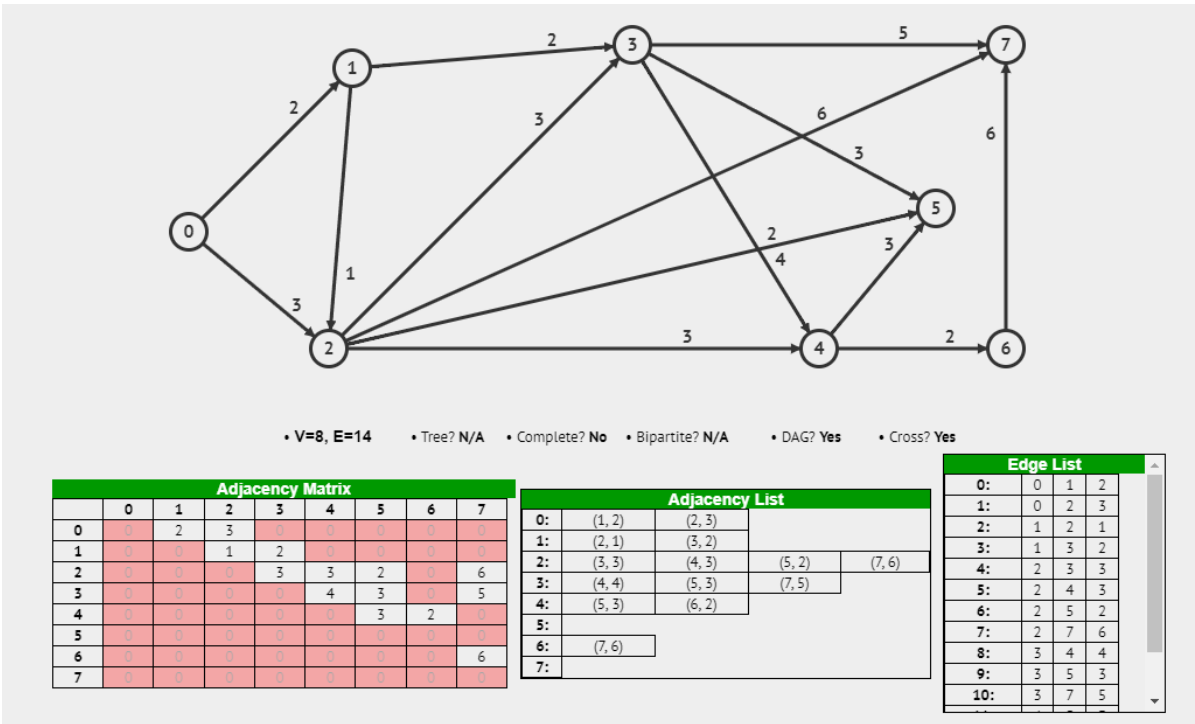 5
2
3
7
1
2
6
3
6
3
5
0
2
3
4
1
3
3
2
2
4
6
• V=8, E=14 • Tree? N/A • Complete? No • Bipartite? N/A • DAG? Yes • Cross? Yes
Adjacency Matrix
0 1 2 3 4 5 6 7
0 0 2 3 0 0 0 0 0
1 0 0 1 2 0 0 0 0
2 0 0 0 3 3 2 0 6
3 0 0 0 0 4 3 0 5
4 0 0 0 0 0 3 2 0
5 0 0 0 0 0 0 0 0
6 0 0 0 0 0 0 0 6
7 0 0 0 0 0 0 0 0
Adjacency List
0: (1, 2) (2, 3)
1: (2, 1) (3, 2)
2: (3, 3) (4, 3) (5, 2) (7, 6)
3: (4, 4) (5, 3) (7, 5)
4: (5, 3) (6, 2)
5:
6: (7, 6)
7:
Edge List
0: 0 1 2
1: 0 2 3
2: 1 2 1
3: 1 3 2
4: 2 3 3
5: 2 4 3
6: 2 5 2
7: 2 7 6
8: 3 4 4
9: 3 5 3
10: 3 7 5